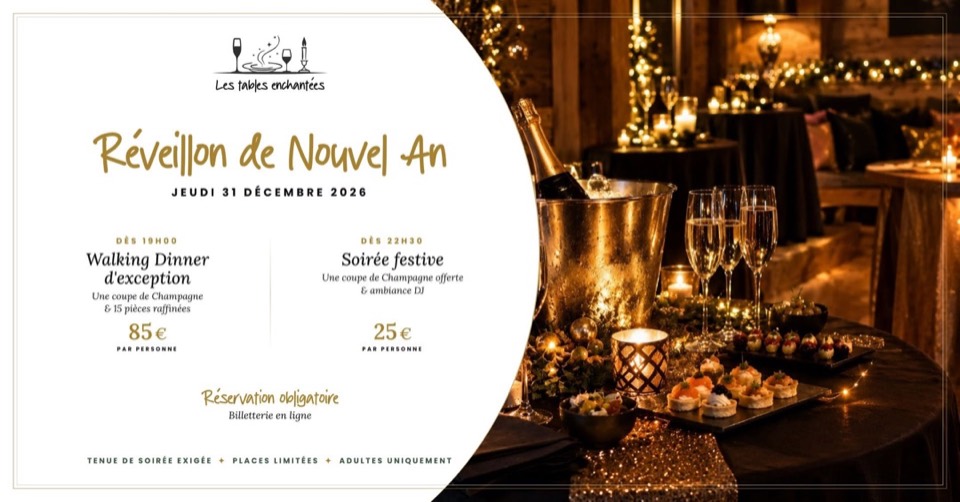 Les tables enchantées
Réveillon de Nouvel An
JEUDI 31 DÉCEMBRE 2026
DÈS 19H00
Walking Dinner
d'exception
Une coupe de Champagne
& 15 pièces raffinées
85€
PAR PERSONNE
DÈS 22H30
Soirée festive
Une coupe de Champagne offerte
& ambiance DJ
25€
PAR PERSONNE
Réservation obligatoire
Billetterie en ligne
TENUE DE SOIRÉE EXIGÉE ✦ PLACES LIMITÉES ✦ ADULTES UNIQUEMENT